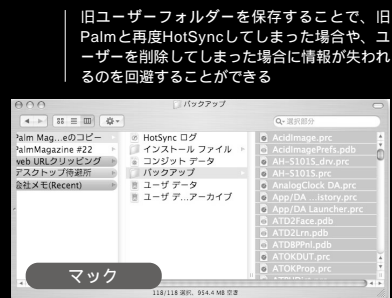 旧ユーザーフォルダーを保存することで、旧
Palmと再度HotSyncしてしまった場合や、ユ
ーザーを削除してしまった場合に情報が失われ
るのを回避することができる
バックアップ
選択部分
Palm Mag...eのコピー
PalmMagazine #22
web URLクリッピング
デスクトップ待避所
会社メモ(Recent)
HotSync ログ
インストール ファイル
コンジット データ
バックアップ
ユーザ データ
ユーザ デ...アーカイブ
AcidImage.prc
AcidImagePrefs.pdb
AH-S101S_drv.prc
AH-S101S.prc
AnalogClock DA.prc
App/DA ...istory.prc
App/DA Launcher.prc
ATD2Face.pdb
ATD2Lrn.pdb
ATD8PPnl.pdb
ATOKDUT.prc
ATOKProp.prc
マック
118/118 選択、954.4 MB 空き